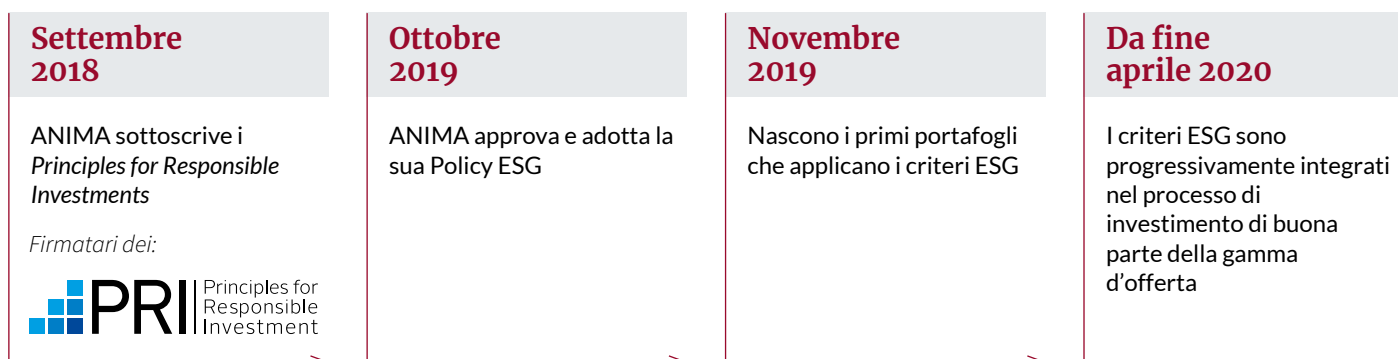 Settembre
2018
ANIMA sottoscrive i
Principles for Responsible
Investments
Firmatari dei:
PRI Principles for
Responsible
Investment
Ottobre
2019
ANIMA approva e adotta la
sua Policy ESG
Novembre
2019
Nascono i primi portafogli
che applicano i criteri ESG
Da fine
aprile 2020
I criteri ESG sono
progressivamente integrati
nel processo di
investimento di buona
parte della gamma
d’offerta